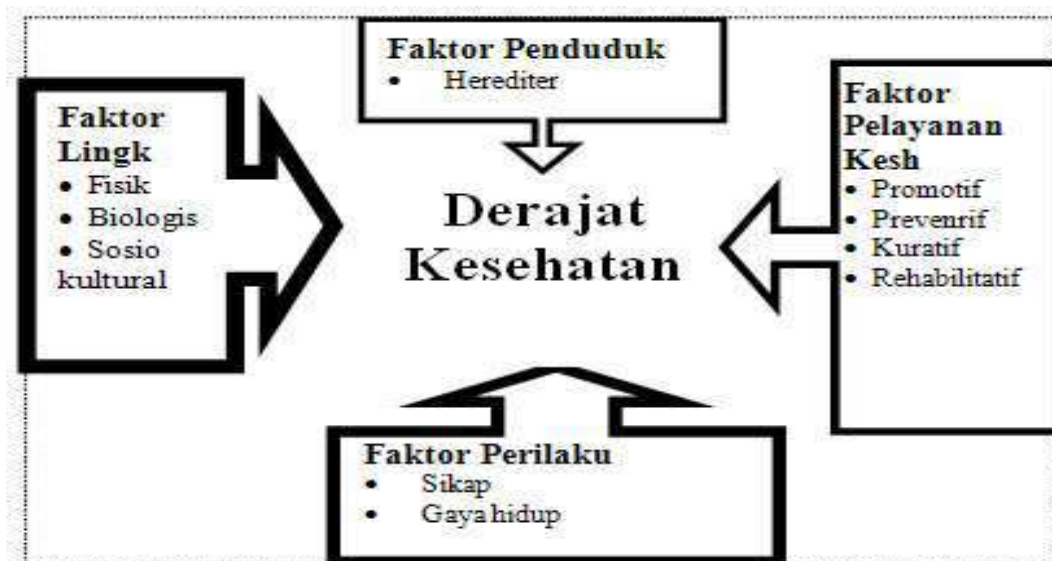 Faktor Penduduk
• Herediter
Faktor
Lingk
• Fisik
• Biologis
• Sosio
kultural
Derajat
Kesehatan
Faktor
Pelayanan
Kesh
• Promotif
• Prevenrif
• Kuratif
• Rehabilitatif
Faktor Perilaku
• Sikap
• Gaya hidup